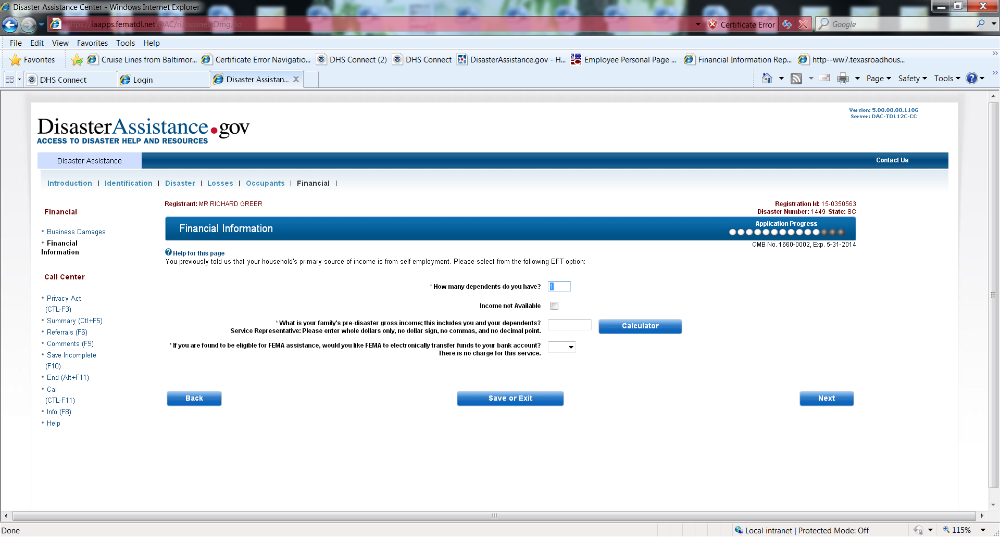 Disaster Assistance Center - Windows Internet Explorer
https://iaapps.fematdl.net/DAC/ri/businessDmg.do
Certificate Error
Google
File Edit View Favorites Tools Help
Favorites
Cruise Lines from Baltimor...
Certificate Error Navigatio...
DHS Connect (2)
DHS Connect
DisasterAssistance.gov - H...
Employee Personal Page ...
Financial Information Rep...
http--ww7.texasroadhous...
DHS Connect
Login
Disaster Assistan...
Page Safety Tools
Version: 5.00.00.00.1106
Server: DAC-TDL12C-CC
DisasterAssistance.gov
ACCESS TO DISASTER HELP AND RESOURCES
Disaster Assistance
Contact Us
Introduction | Identification | Disaster | Losses | Occupants | Financial |
Financial
• Business Damages
• Financial
Information
Call Center
• Privacy Act
(CTL-F3)
• Summary (Ctl+F5)
• Referrals (F6)
• Comments (F9)
• Save Incomplete
(F10)
• End (Alt+F11)
• Cal
(CTL-F11)
• Info (F8)
• Help
Registrant: MR RICHARD GREER
Registration Id: 15-0350563
Disaster Number: 1449 State: SC
Financial Information
Application Progress
OMB No. 1660-0002, Exp. 5-31-2014
Help for this page
You previously told us that your household's primary source of income is from self employment. Please select from the following EFT option:
* How many dependents do you have? 1
Income not Available
* What is your family's pre-disaster gross income; this includes you and your dependents?
Service Representative: Please enter whole dollars only, no dollar sign, no commas, and no decimal point.
Calculator
* If you are found to be eligible for FEMA assistance, would you like FEMA to electronically transfer funds to your bank account?
There is no charge for this service.
Back
Save or Exit
Next
Done
Local intranet | Protected Mode: Off
115%